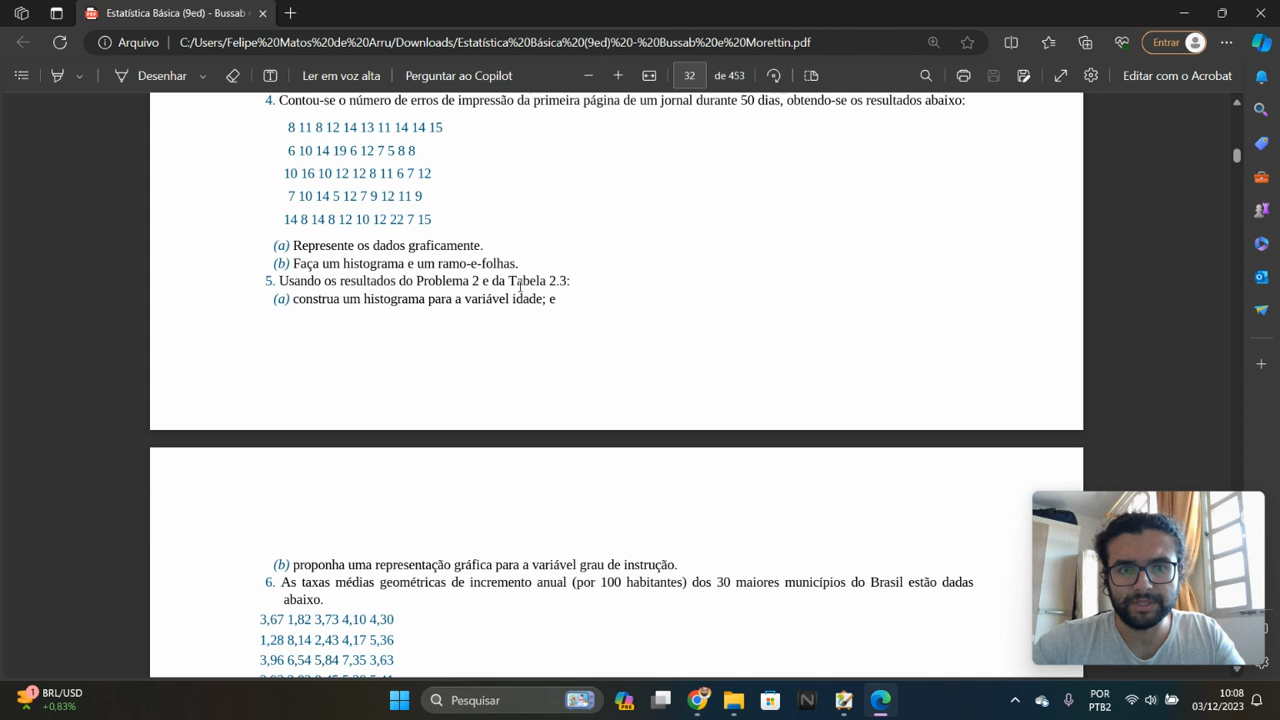 Estatística Básica (9ed) - Bussab e
Arquivo
C:/Users/Felipe%20Matos%20de%20Arru/Downloads/Estatística%20Básica%20(9ed)%20-%20Bussab%20e%20Morettin.pdf
Entrar
Desenhar
Ler em voz alta
Perguntar ao Copilot
32
de 453
Editar com o Acrobat
4. Contou-se o número de erros de impressão da primeira página de um jornal durante 50 dias, obtendo-se os resultados abaixo:
8 11 8 12 14 13 11 14 14 15
6 10 14 19 6 12 7 5 8 8
10 16 10 12 12 8 11 6 7 12
7 10 14 5 12 7 9 12 11 9
14 8 14 8 12 10 12 22 7 15
(a) Represente os dados graficamente.
(b) Faça um histograma e um ramo-e-folhas.
5. Usando os resultados do Problema 2 e da Tabela 2.3:
(a) construa um histograma para a variável idade; e
(b) proponha uma representação gráfica para a variável grau de instrução.
6. As taxas médias geométricas de incremento anual (por 100 habitantes) dos 30 maiores municípios do Brasil estão dadas
abaixo.
3,67 1,82 3,73 4,10 4,30
1,28 8,14 2,43 4,17 5,36
3,96 6,54 5,84 7,35 3,63
1
BRL/USD
+0,83%
Pesquisar
POR
PTB2
10:08
03/12/2023